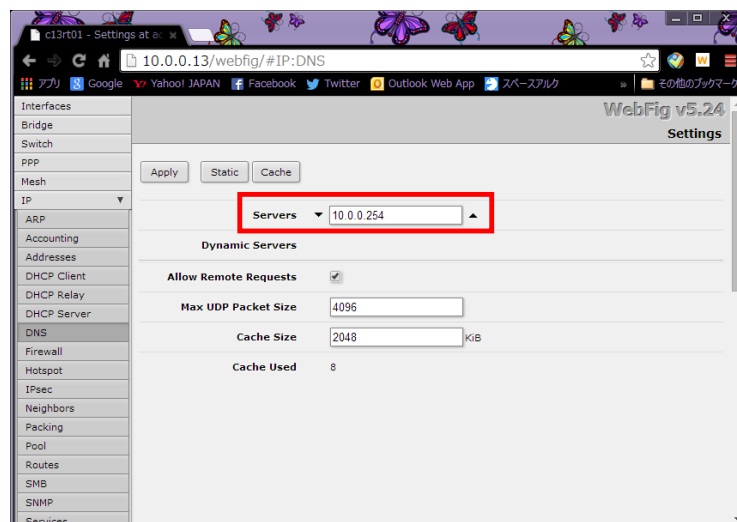 c13rt01 - Settings at ac
10.0.0.13/webfig/#IP:DNS
アプリ Google Yahoo! JAPAN Facebook Twitter Outlook Web App スペースアルク » その他のブックマーク
WebFig v5.24
Settings
Interfaces
Bridge
Switch
PPP
Mesh
IP
ARP
Accounting
Addresses
DHCP Client
DHCP Relay
DHCP Server
DNS
Firewall
Hotspot
IPsec
Neighbors
Packing
Pool
Routes
SMB
SNMP
Services
Apply Static Cache
Servers 10.0.0.254
Dynamic Servers
Allow Remote Requests
Max UDP Packet Size 4096
Cache Size 2048 KiB
Cache Used 8